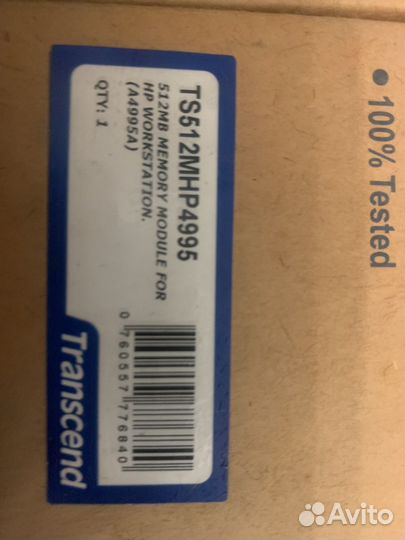 TS512MHP4995
512MB MEMORY MODULE FOR
HP WORKSTATION.
(A4995A)
QTY: 1
0 760557 776840
Transcend
● 100% Tested
Avito